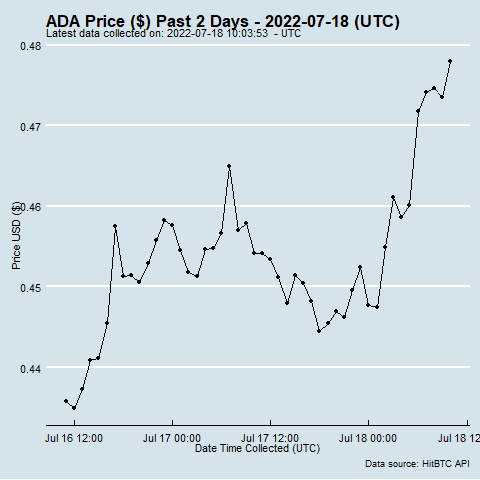 ADA Price ($) Past 2 Days - 2022-07-18 (UTC)
Latest data collected on: 2022-07-18 10:03:53  - UTC
0.48
0.47
0.46
0.45
0.44
Price USD ($)
Jul 16 12:00
Jul 17 00:00
Jul 17 12:00
Jul 18 00:00
Jul 18 12
Date Time Collected (UTC)
Data source: HitBTC API